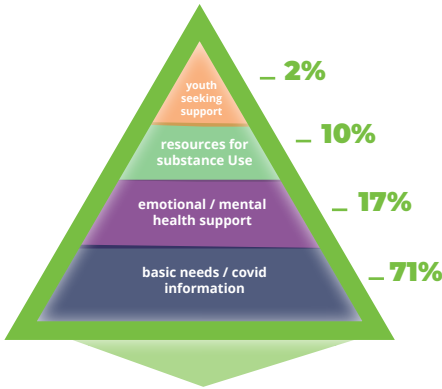 youth
seeking
support
2%
resources for
substance Use
10%
emotional / mental
health support
17%
basic needs / covid
information
71%